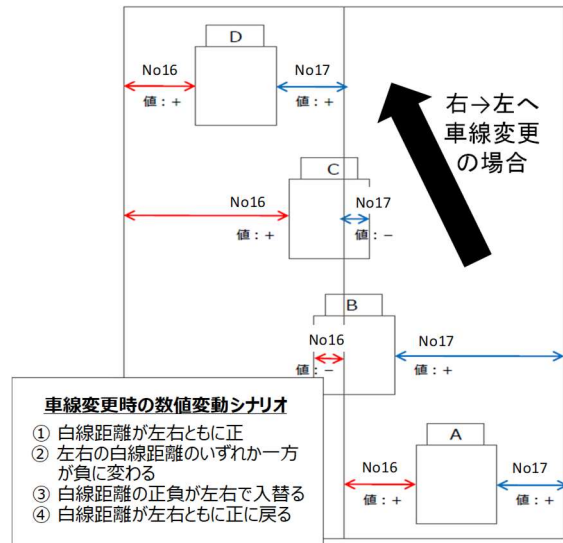 D
No16
No17
値：+
値：+
右→左へ
車線変更
の場合
C
No16
No17
値：+
値：－
B
No16
No17
値：－
値：+
車線変更時の数値変動シナリオ
① 白線距離が左右ともに正
② 左右の白線距離のいずれか一方
が負に変わる
③ 白線距離の正負が左右で入替る
④ 白線距離が左右ともに正に戻る
A
No16
No17
値：+
値：+